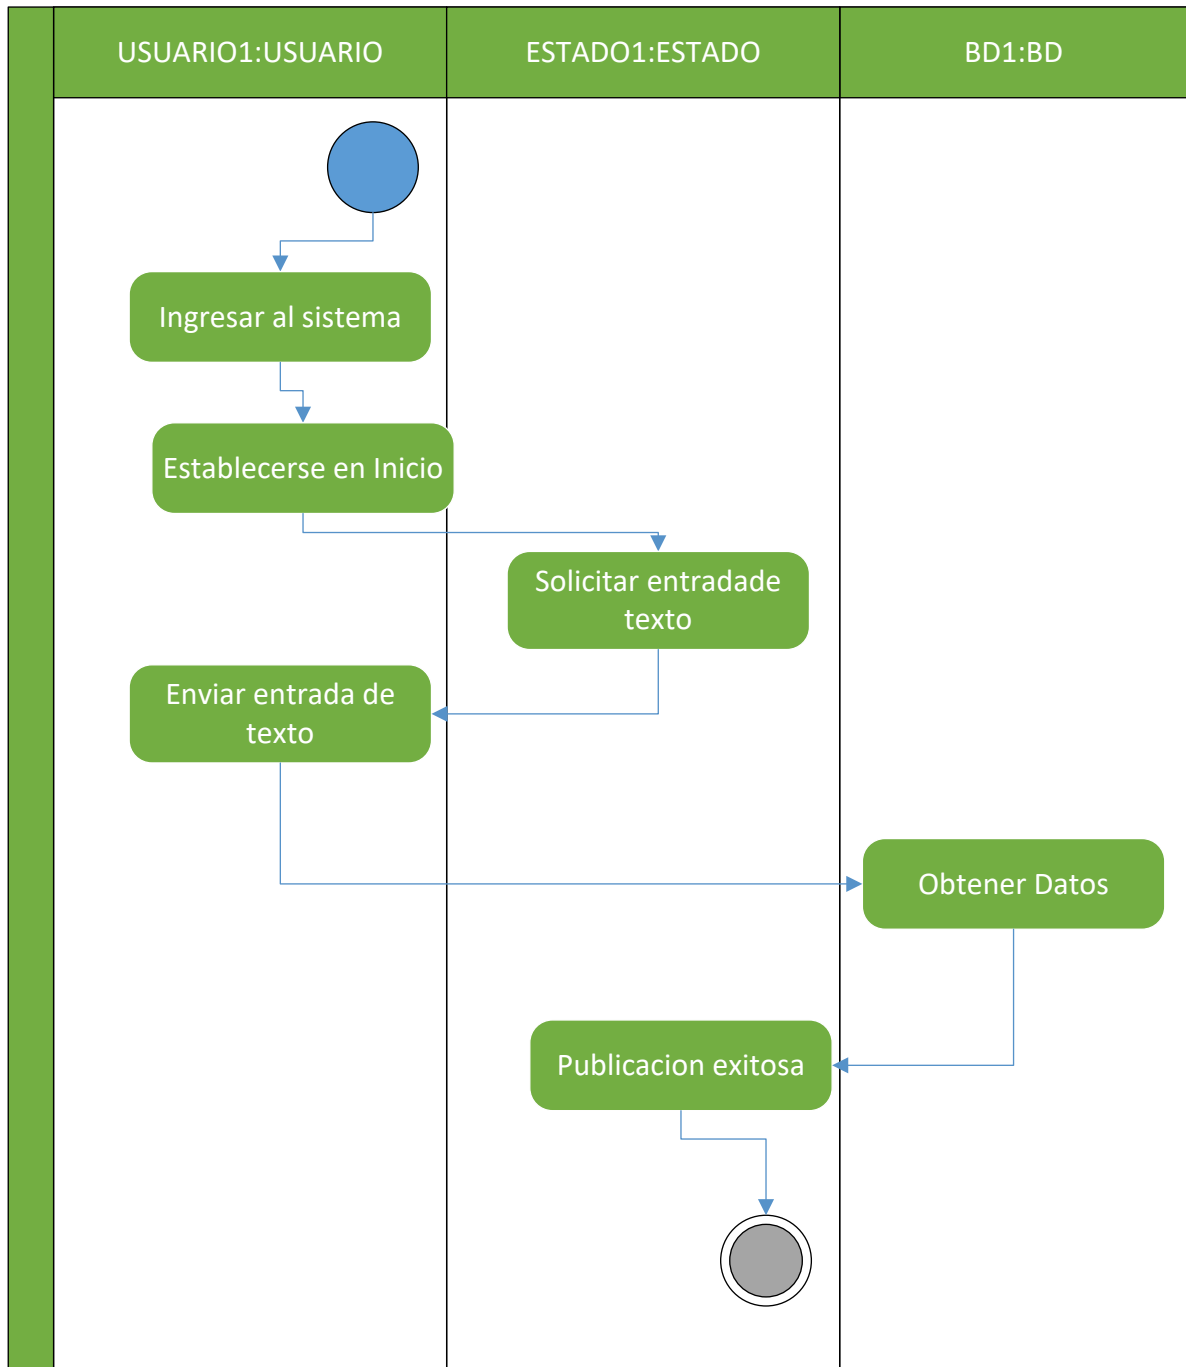 USUARIO1:USUARIO
ESTADO1:ESTADO
BD1:BD
Ingresar al sistema
Establecerse en Inicio
Solicitar entradade
texto
Enviar entrada de
texto
Obtener Datos
Publicacion exitosa